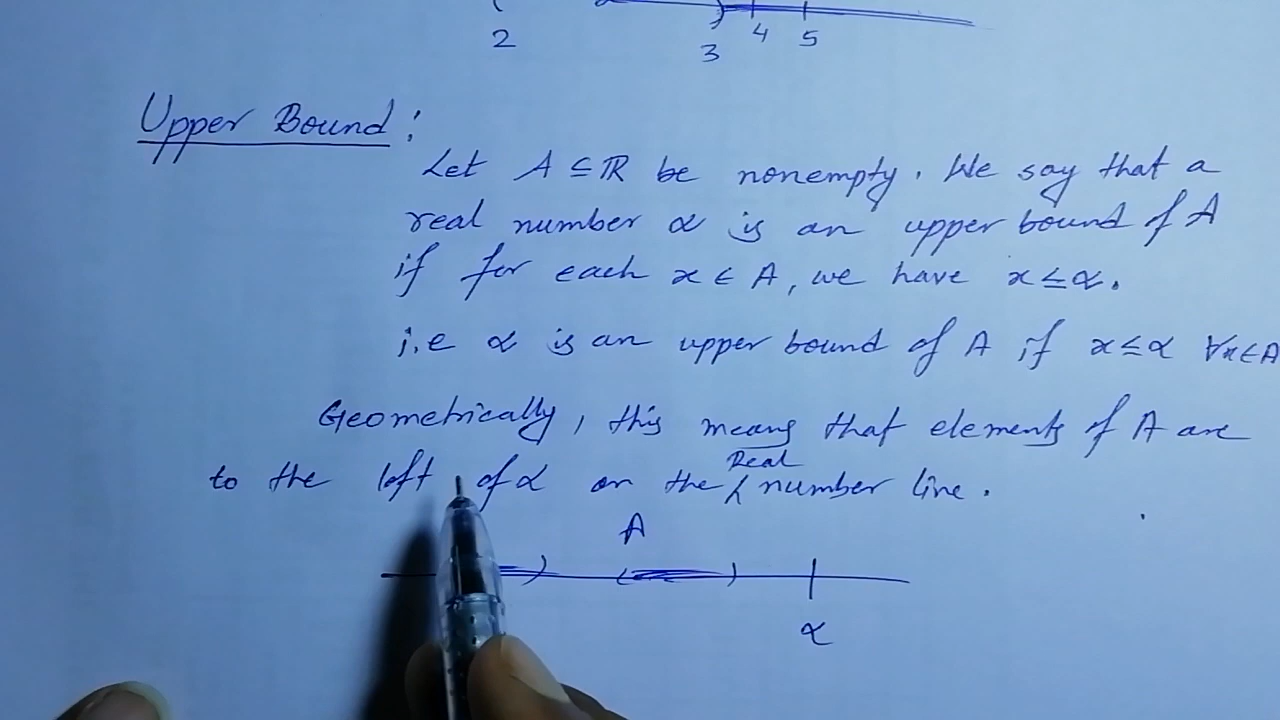 2 3 4 5
Upper Bound:
Let A ⊆ ℝ be nonempty. We say that a
real number α is an upper bound of A
if for each x ∈ A, we have x ≤ α.
i.e α is an upper bound of A if x ≤ α ∀x∈A
Geometrically, this means that elements of A are
Real
to the left of α on the number line.
A
α